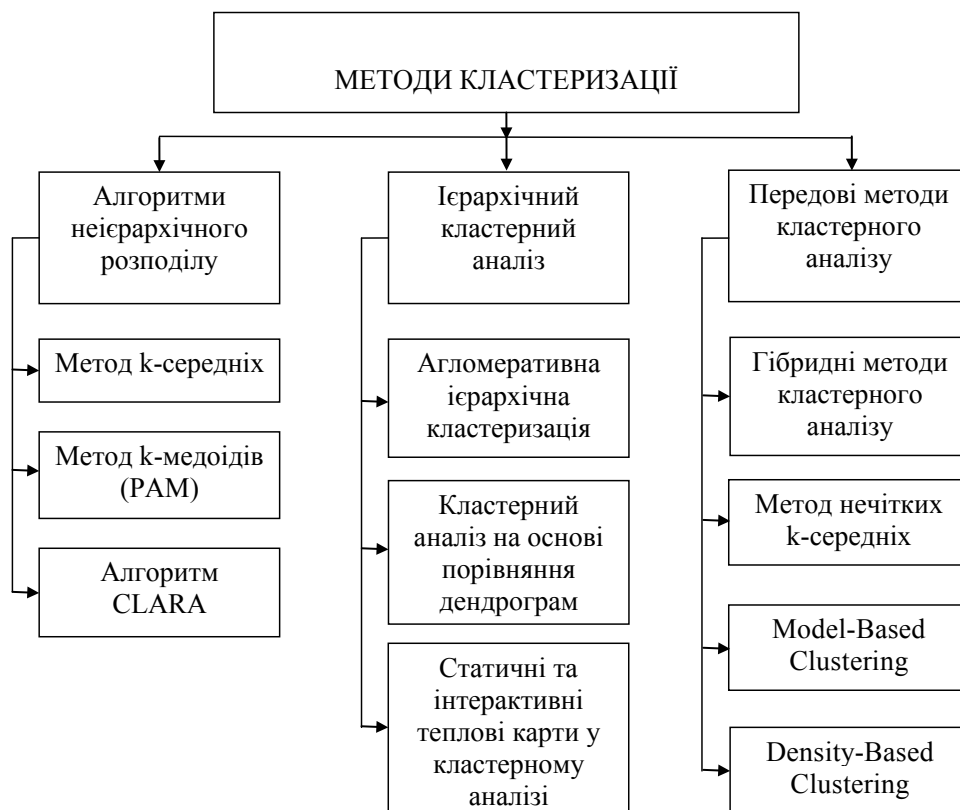 МЕТОДИ КЛАСТЕРИЗАЦІЇ
Алгоритми
неієрархічного
розподілу
Метод k-середніх
Метод k-медоїдів
(PAM)
Алгоритм
CLARA
Ієрархічний
кластерний
аналіз
Агломеративна
ієрархічна
кластеризація
Кластерний
аналіз на основі
порівняння
дендрограм
Статичні та
інтерактивні
теплові карти у
кластерному
аналізі
Передові методи
кластерного
аналізу
Гібридні методи
кластерного
аналізу
Метод нечітких
k-середніх
Model-Based
Clustering
Density-Based
Clustering